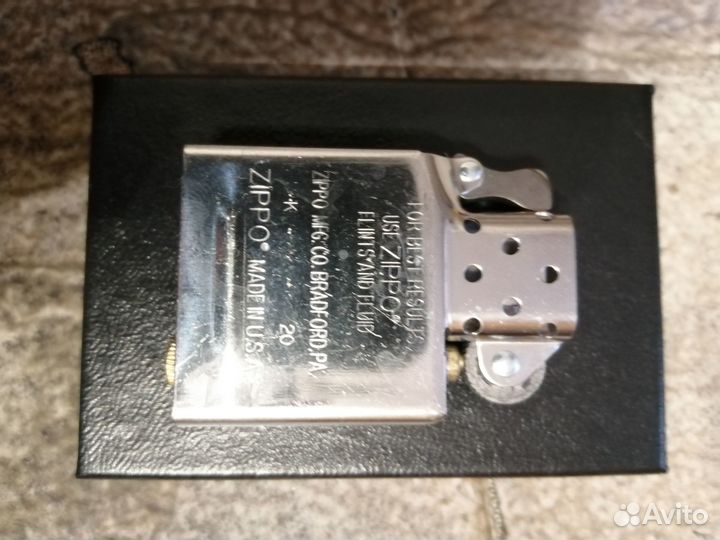 FOR BEST RESULTS
USE ZIPPO®
FLINTS AND FLUID
ZIPPO MFG. CO. BRADFORD, PA.
K 20
ZIPPO® MADE IN U.S.A.
Avito